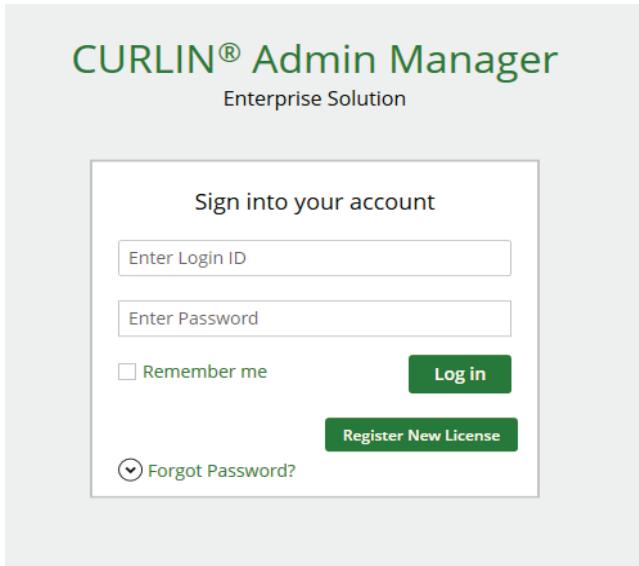 CURLIN® Admin Manager
Enterprise Solution
Sign into your account
Enter Login ID
Enter Password
Remember me
Log in
Register New License
Forgot Password?